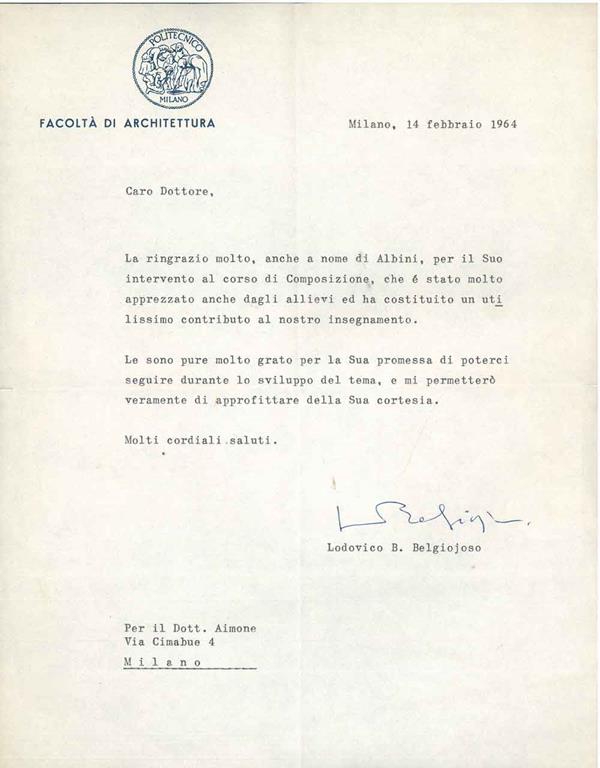 POLITECNICO
MILANO
FACOLTÀ DI ARCHITETTURA
Milano, 14 febbraio 1964
Caro Dottore,
La ringrazio molto, anche a nome di Albini, per il Suo
intervento al corso di Composizione, che é stato molto
apprezzato anche dagli allievi ed ha costituito un uti
lissimo contributo al nostro insegnamento.
Le sono pure molto grato per la Sua promessa di poterci
seguire durante lo sviluppo del tema, e mi permetterò
veramente di approfittare della Sua cortesia.
Molti cordiali saluti.
Lodovico B. Belgiojoso
Per il Dott. Aimone
Via Cimabue 4
Milano